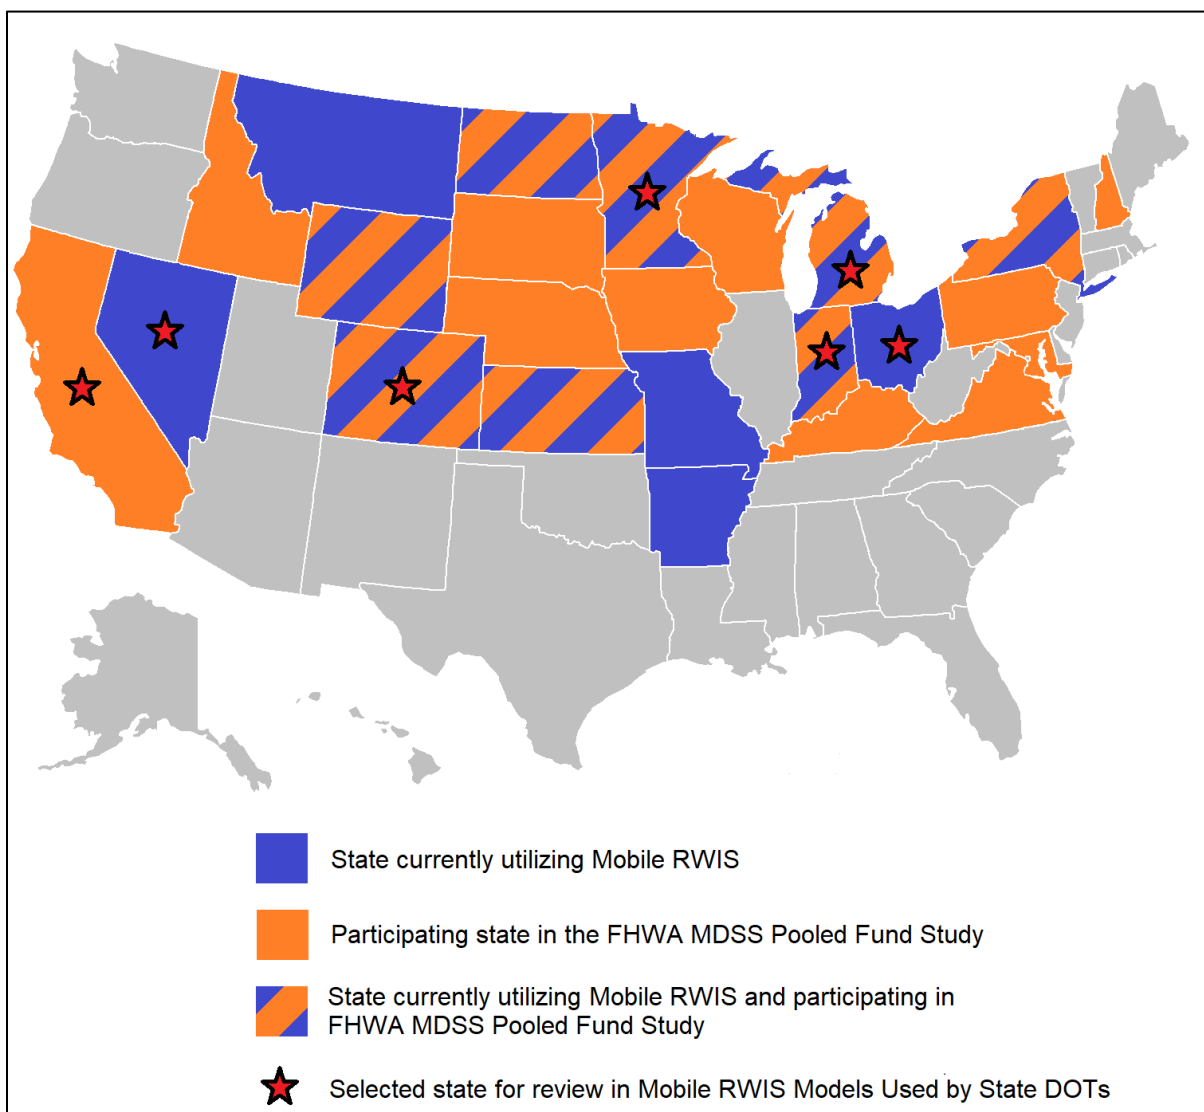 State currently utilizing Mobile RWIS
Participating state in the FHWA MDSS Pooled Fund Study
State currently utilizing Mobile RWIS and participating in
FHWA MDSS Pooled Fund Study
Selected state for review in Mobile RWIS Models Used by State DOTs